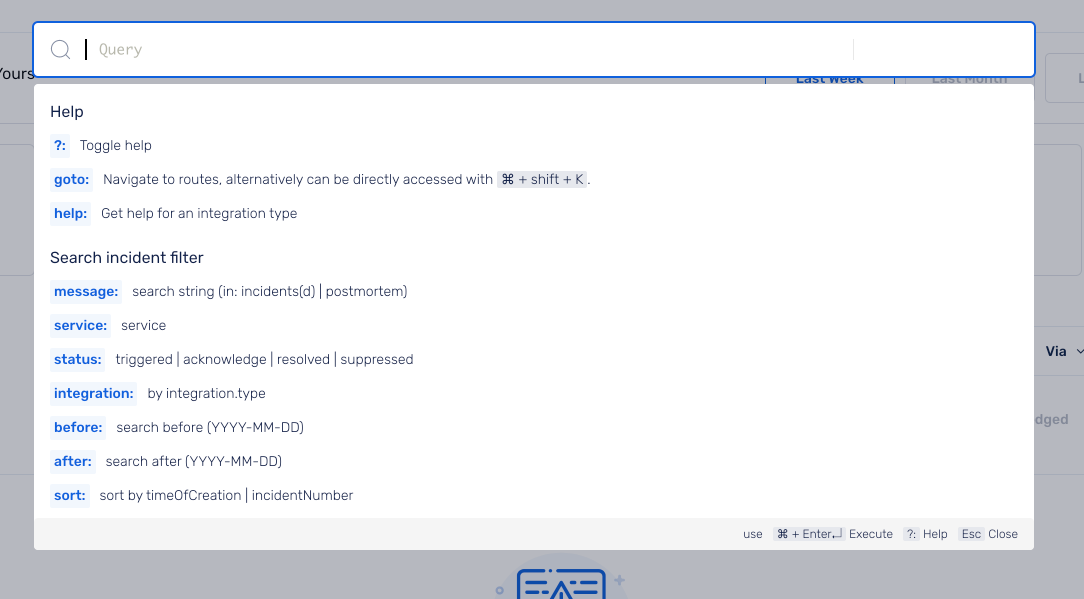 Query
Yours
Last Week
Last Month
Help
?: Toggle help
goto: Navigate to routes, alternatively can be directly accessed with ⌘ + shift + K.
help: Get help for an integration type
Search incident filter
message: search string (in: incidents(d) | postmortem)
service: service
status: triggered | acknowledge | resolved | suppressed
Via
integration: by integration.type
before: search before (YYYY-MM-DD)
after: search after (YYYY-MM-DD)
sort: sort by timeOfCreation | incidentNumber
use ⌘ + Enter↵ Execute ?: Help Esc Close